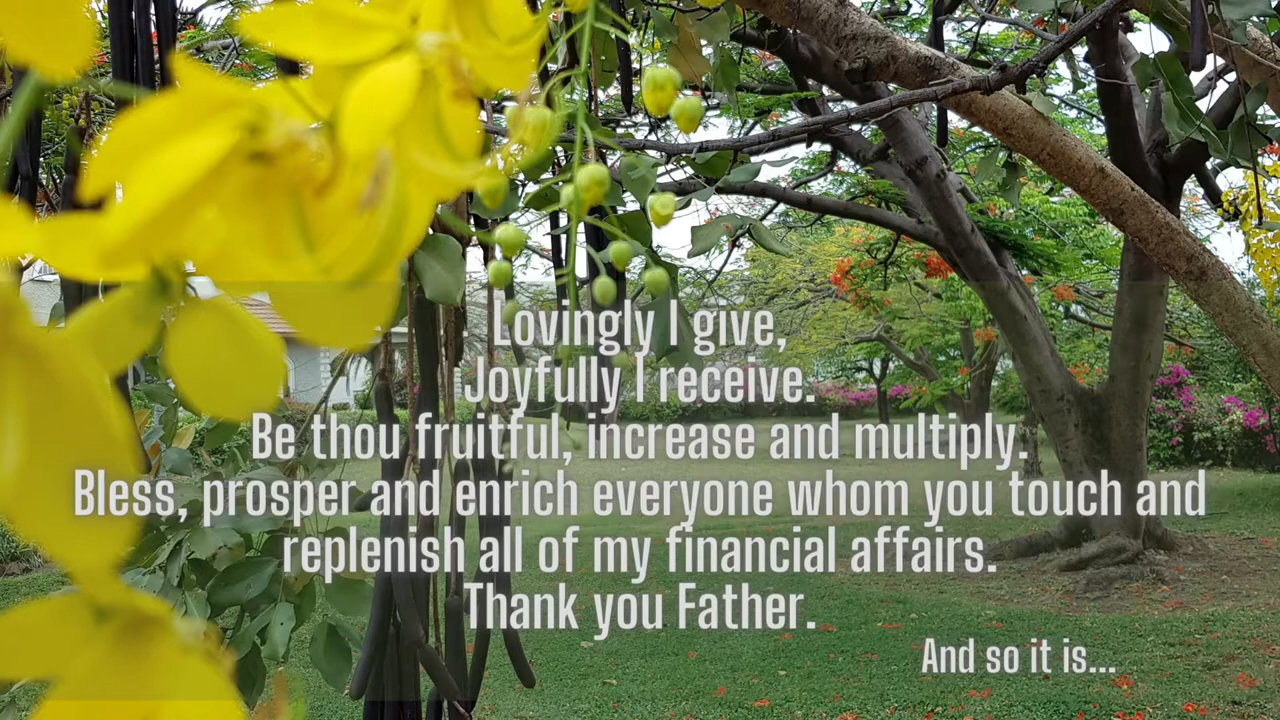 Lovingly I give,
Joyfully I receive.
Be thou fruitful, increase and multiply.
Bless, prosper and enrich everyone whom you touch and
replenish all of my financial affairs.
Thank you Father.
And so it is...